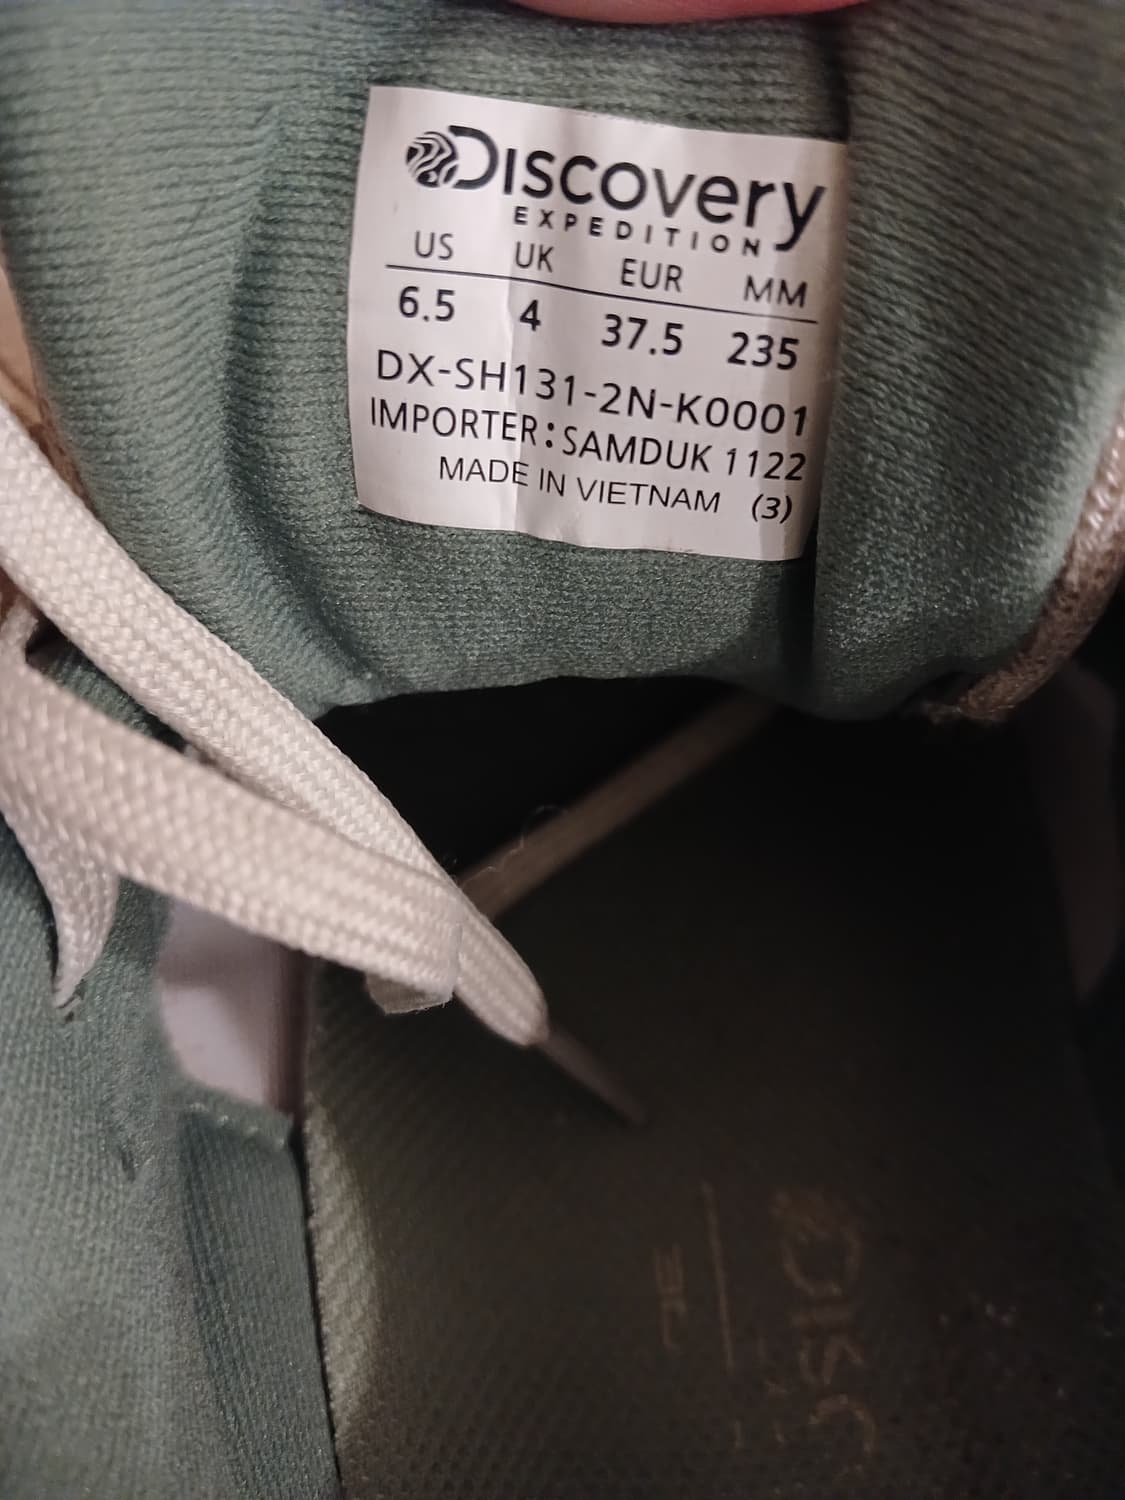 DISCOVERY
EXPEDITION
US UK EUR MM
6.5 4 37.5 235
DX-SH131-2N-K0001
IMPORTER:SAMDUK 1122
MADE IN VIETNAM (3)